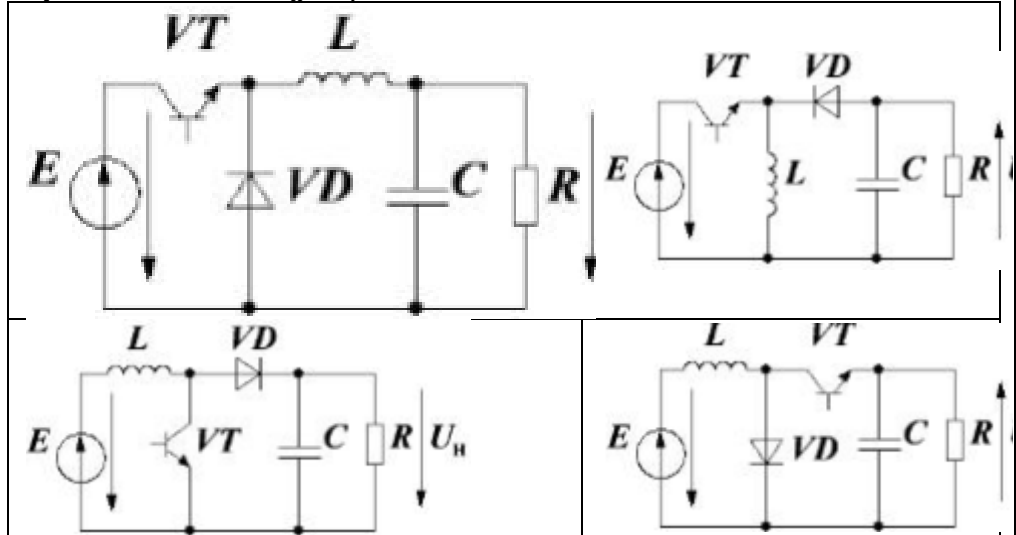 VT L
E VD C R
VT VD
E L C R
L VD
E VT C R Uн
L VT
E VD C R